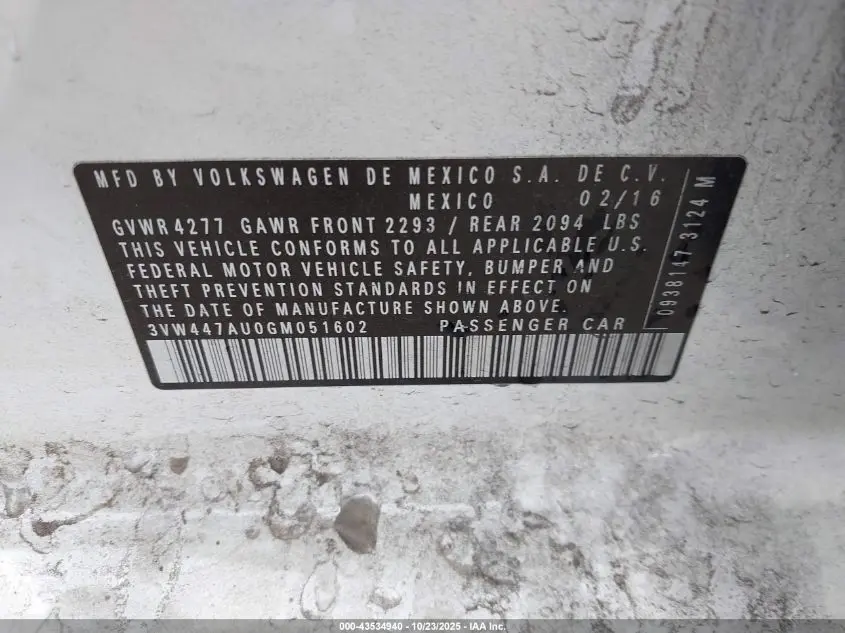 MFD BY VOLKSWAGEN DE MEXICO S.A. DE C.V.
MEXICO 02/16
GVWR 4277 GAWR FRONT 2293 / REAR 2094 LBS
THIS VEHICLE CONFORMS TO ALL APPLICABLE U.S.
FEDERAL MOTOR VEHICLE SAFETY, BUMPER AND
THEFT PREVENTION STANDARDS IN EFFECT ON
THE DATE OF MANUFACTURE SHOWN ABOVE.
3VW447AU0GM051602 PASSENGER CAR
0938147-3124 M
000-43534940 - 10/23/2025 - IAA Inc.